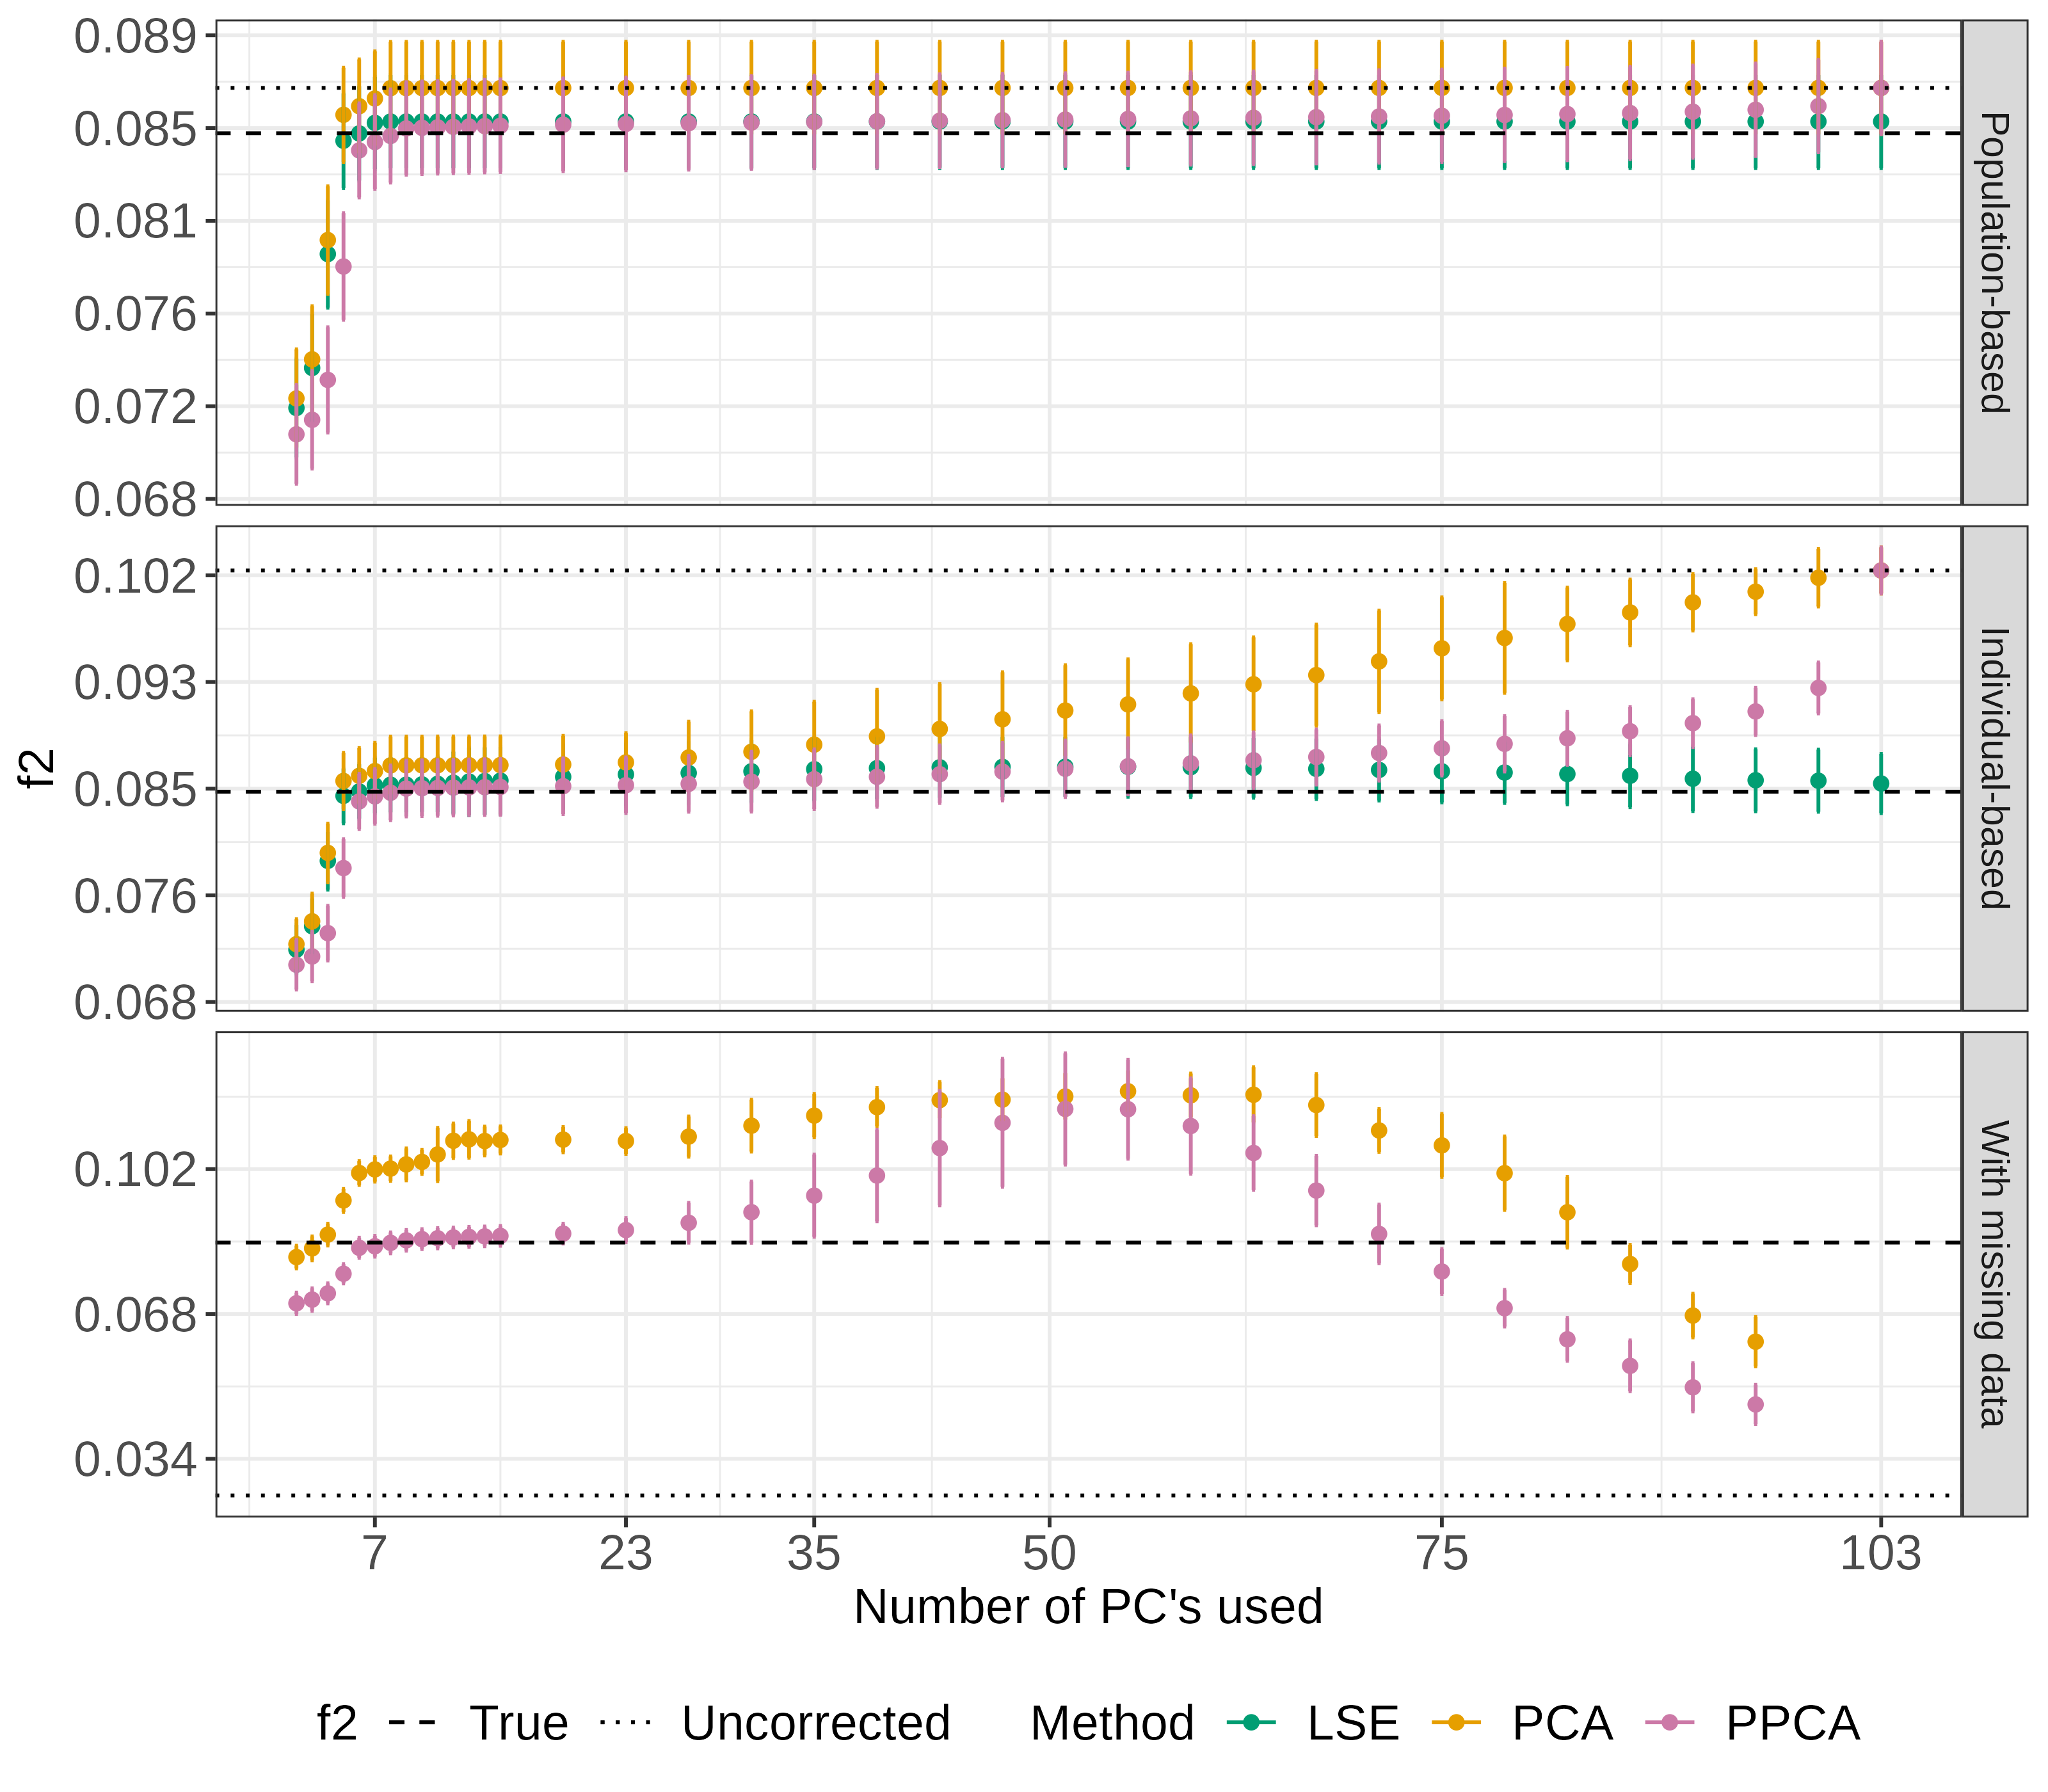 0.089
0.085
0.081
0.076
0.072
0.068
Population-based
0.102
0.093
0.085
0.076
0.068
Individual-based
f2
0.102
0.068
0.034
With missing data
7 23 35 50 75 103
Number of PC's used
f2 True Uncorrected Method LSE PCA PPCA